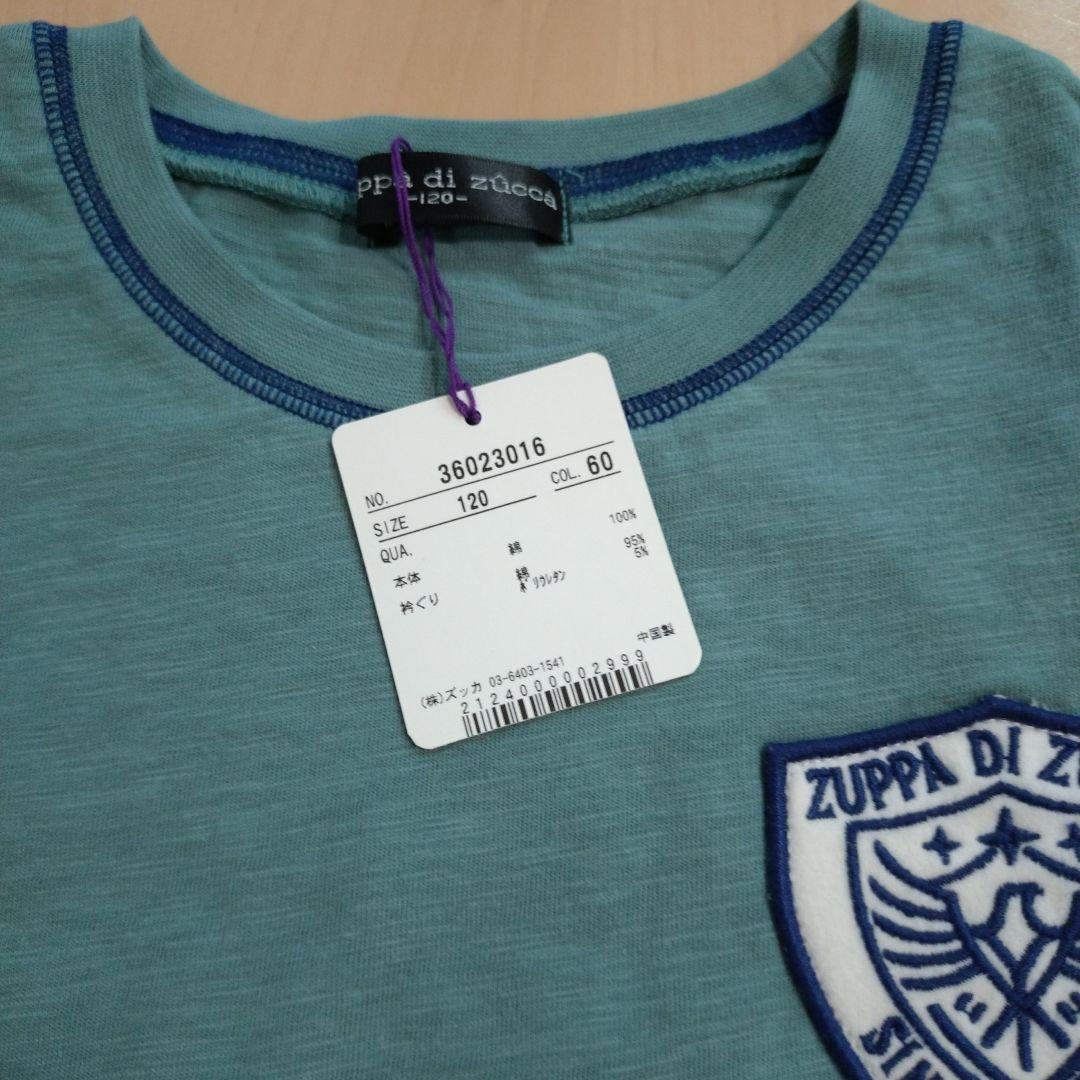 ppa di zûccá
-120-
NO. 36023016
SIZE 120 COL. 60
QUA.
本体 綿 100%
衿ぐり 綿 95%
ﾎﾟﾘｳﾚﾀﾝ 5%
中国製
(株)ズッカ 03-6403-1541
2124000002999
ZUPPA DI Z
SIN